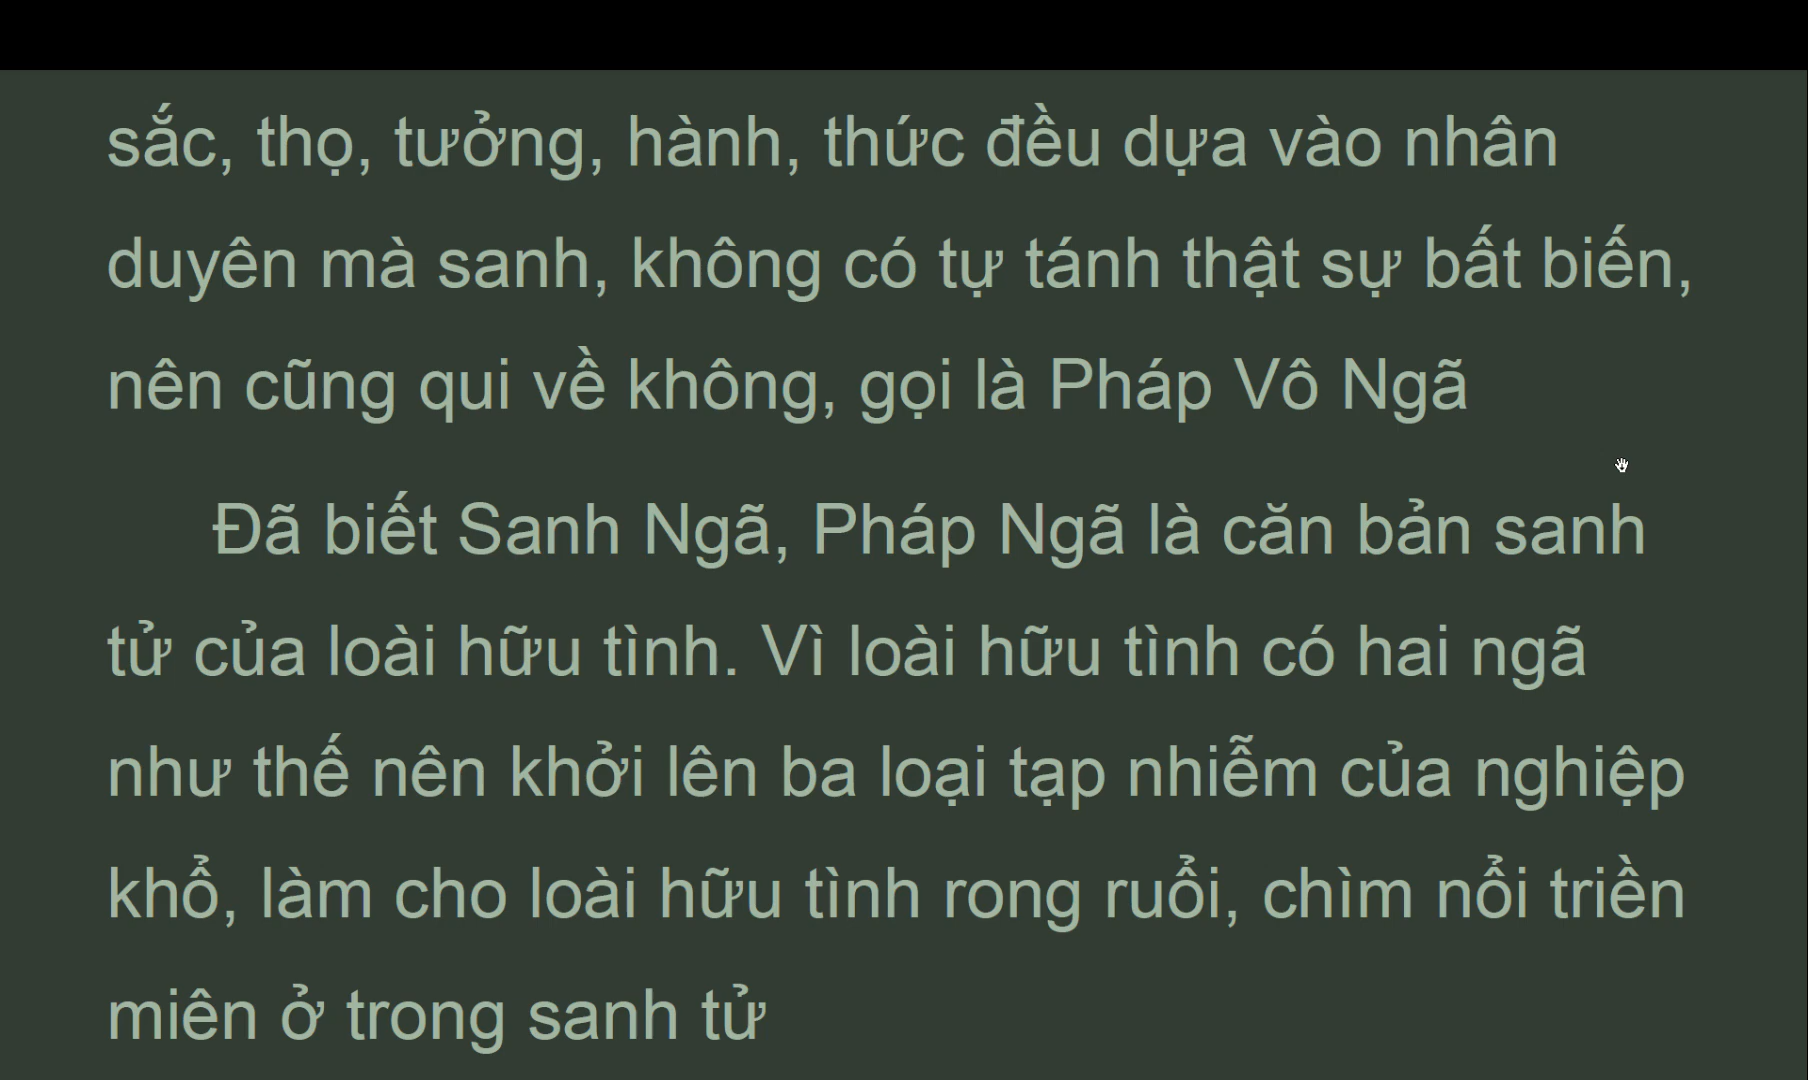 sắc, thọ, tưởng, hành, thức đều dựa vào nhân
duyên mà sanh, không có tự tánh thật sự bất biến,
nên cũng qui về không, gọi là Pháp Vô Ngã
Đã biết Sanh Ngã, Pháp Ngã là căn bản sanh
tử của loài hữu tình. Vì loài hữu tình có hai ngã
như thế nên khởi lên ba loại tạp nhiễm của nghiệp
khổ, làm cho loài hữu tình rong ruổi, chìm nổi triền
miên ở trong sanh tử